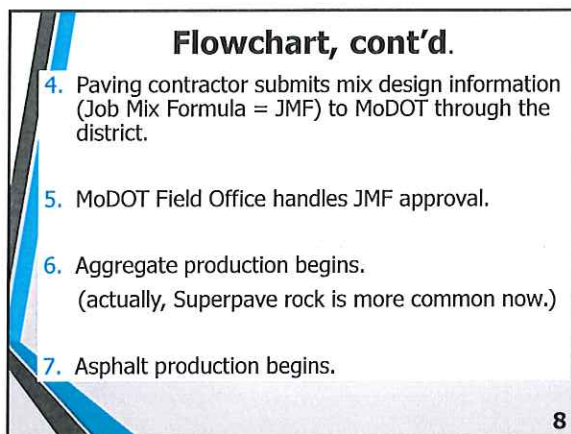 Flowchart, cont'd.
4. Paving contractor submits mix design information
(Job Mix Formula = JMF) to MoDOT through the
district.
5. MoDOT Field Office handles JMF approval.
6. Aggregate production begins.
(actually, Superpave rock is more common now.)
7. Asphalt production begins.
8